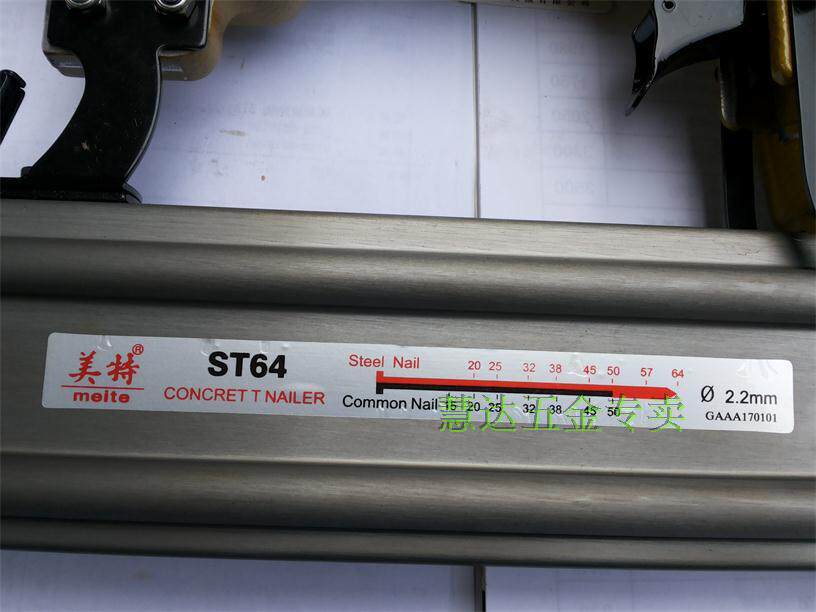 美特®
meite
ST64
CONCRET T NAILER
Steel Nail 20 25 32 38 45 50 57 64
Common Nail 15 20 25 32 38 45 50
Ø 2.2mm
GAAA170101
慧达五金专卖